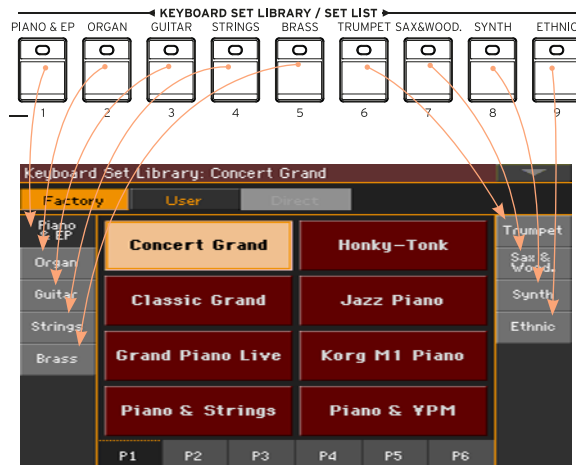 KEYBOARD SET LIBRARY / SET LIST
PIANO & EP ORGAN GUITAR STRINGS BRASS TRUMPET SAX&WOOD. SYNTH ETHNIC
1 2 3 4 5 6 7 8 9
Keyboard Set Library: Concert Grand
Factory User Direct
Piano & EP
Organ
Guitar
Strings
Brass
Concert Grand Honky-Tonk
Classic Grand Jazz Piano
Grand Piano Live Korg M1 Piano
Piano & Strings Piano & VPM
Trumpet
Sax & Wood.
Synth
Ethnic
P1 P2 P3 P4 P5 P6